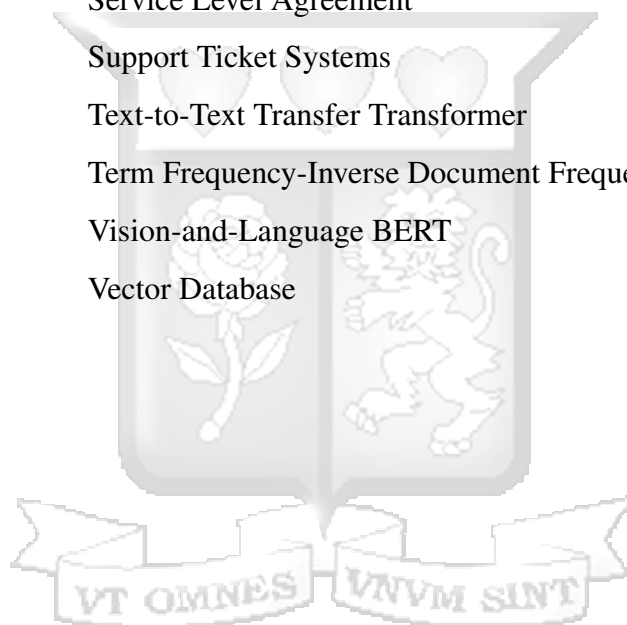 Service Level Agreement
Support Ticket Systems
Text-to-Text Transfer Transformer
Term Frequency-Inverse Document
Vision-and-Language BERT
Vector Database
VT OMNES VNVM SINT